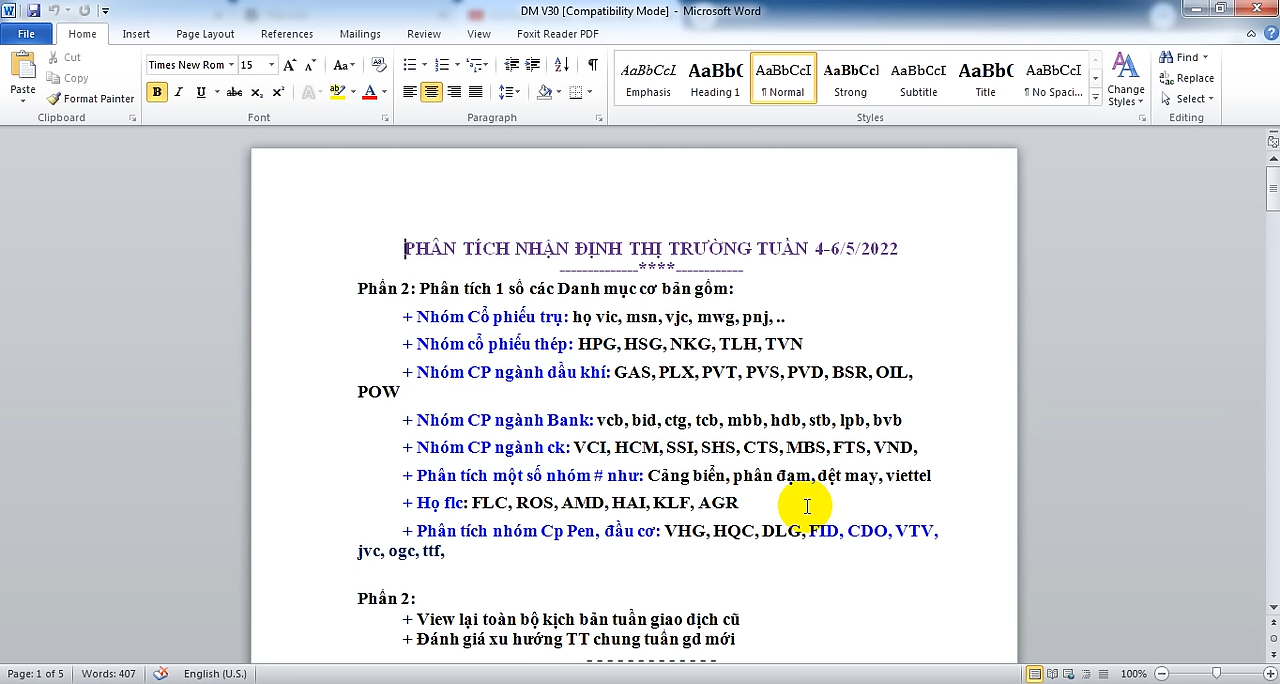 DM V30 [Compatibility Mode] - Microsoft Word
File Home Insert Page Layout References Mailings Review View Foxit Reader PDF
Paste Cut Copy Format Painter Clipboard
Times New Rom 15 Font
Paragraph
AaBbCcI Emphasis AaBb( Heading 1 AaBbCcI ¶ Normal AaBbCcl Strong AaBbCcI Subtitle AaBb( Title AaBbCcI ¶ No Spaci... Change Styles Styles
Find Replace Select Editing
PHÂN TÍCH NHẬN ĐỊNH THỊ TRƯỜNG TUẦN 4-6/5/2022
--------------****------------
Phần 2: Phân tích 1 số các Danh mục cơ bản gồm:
+ Nhóm Cổ phiếu trụ: họ vic, msn, vjc, mwg, pnj, ..
+ Nhóm cổ phiếu thép: HPG, HSG, NKG, TLH, TVN
+ Nhóm CP ngành dầu khí: GAS, PLX, PVT, PVS, PVD, BSR, OIL,
POW
+ Nhóm CP ngành Bank: vcb, bid, ctg, tcb, mbb, hdb, stb, lpb, bvb
+ Nhóm CP ngành ck: VCI, HCM, SSI, SHS, CTS, MBS, FTS, VND,
+ Phân tích một số nhóm # như: Cảng biển, phân đạm, dệt may, viettel
+ Họ flc: FLC, ROS, AMD, HAI, KLF, AGR
+ Phân tích nhóm Cp Pen, đầu cơ: VHG, HQC, DLG, FID, CDO, VTV,
jvc, ogc, ttf,
Phần 2:
+ View lại toàn bộ kịch bản tuần giao dịch cũ
+ Đánh giá xu hướng TT chung tuần gd mới
- - - - - - - - - - - - -
Page: 1 of 5 Words: 407 English (U.S.) 100%